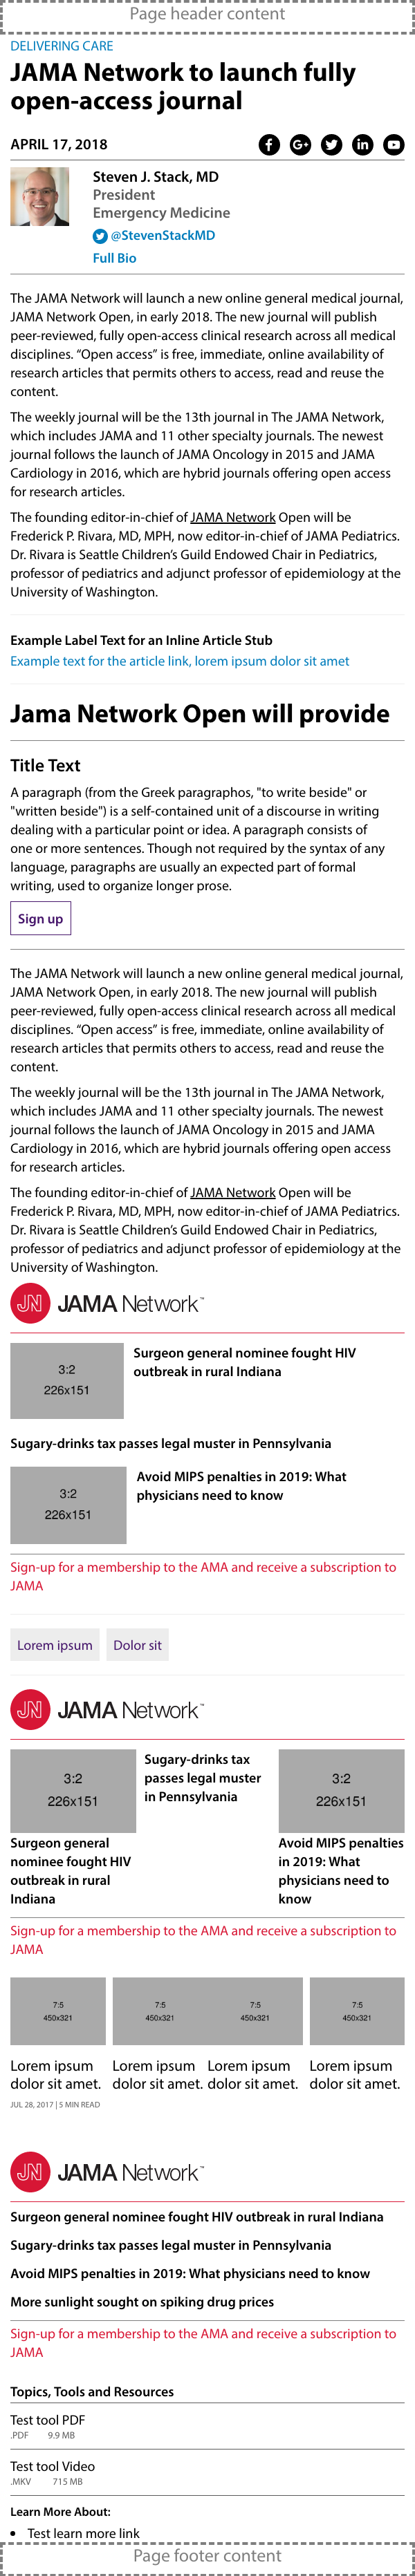 Page header content
DELIVERING CARE
JAMA Network to launch fully
open-access journal
APRIL 17, 2018
Steven J. Stack, MD
President
Emergency Medicine
@StevenStackMD
Full Bio
The JAMA Network will launch a new online general medical journal,
JAMA Network Open, in early 2018. The new journal will publish
peer-reviewed, fully open-access clinical research across all medical
disciplines. “Open access” is free, immediate, online availability of
research articles that permits others to access, read and reuse the
content.
The weekly journal will be the 13th journal in The JAMA Network,
which includes JAMA and 11 other specialty journals. The newest
journal follows the launch of JAMA Oncology in 2015 and JAMA
Cardiology in 2016, which are hybrid journals offering open access
for research articles.
The founding editor-in-chief of JAMA Network Open will be
Frederick P. Rivara, MD, MPH, now editor-in-chief of JAMA Pediatrics.
Dr. Rivara is Seattle Children’s Guild Endowed Chair in Pediatrics,
professor of pediatrics and adjunct professor of epidemiology at the
University of Washington.
Example Label Text for an Inline Article Stub
Example text for the article link, lorem ipsum dolor sit amet
Jama Network Open will provide
Title Text
A paragraph (from the Greek paragraphos, "to write beside" or
"written beside") is a self-contained unit of a discourse in writing
dealing with a particular point or idea. A paragraph consists of
one or more sentences. Though not required by the syntax of any
language, paragraphs are usually an expected part of formal
writing, used to organize longer prose.
Sign up
The JAMA Network will launch a new online general medical journal,
JAMA Network Open, in early 2018. The new journal will publish
peer-reviewed, fully open-access clinical research across all medical
disciplines. “Open access” is free, immediate, online availability of
research articles that permits others to access, read and reuse the
content.
The weekly journal will be the 13th journal in The JAMA Network,
which includes JAMA and 11 other specialty journals. The newest
journal follows the launch of JAMA Oncology in 2015 and JAMA
Cardiology in 2016, which are hybrid journals offering open access
for research articles.
The founding editor-in-chief of JAMA Network Open will be
Frederick P. Rivara, MD, MPH, now editor-in-chief of JAMA Pediatrics.
Dr. Rivara is Seattle Children’s Guild Endowed Chair in Pediatrics,
professor of pediatrics and adjunct professor of epidemiology at the
University of Washington.
JN JAMA Network™
3:2
226x151
Surgeon general nominee fought HIV
outbreak in rural Indiana
Sugary-drinks tax passes legal muster in Pennsylvania
3:2
226x151
Avoid MIPS penalties in 2019: What
physicians need to know
Sign-up for a membership to the AMA and receive a subscription to
JAMA
Lorem ipsum
Dolor sit
JN JAMA Network™
3:2
226x151
Surgeon general
nominee fought HIV
outbreak in rural
Indiana
Sugary-drinks tax
passes legal muster
in Pennsylvania
3:2
226x151
Avoid MIPS penalties
in 2019: What
physicians need to
know
Sign-up for a membership to the AMA and receive a subscription to
JAMA
7:5
450x321
Lorem ipsum
dolor sit amet.
JUL 28, 2017 | 5 MIN READ
7:5
450x321
Lorem ipsum
dolor sit amet.
7:5
450x321
Lorem ipsum
dolor sit amet.
7:5
450x321
Lorem ipsum
dolor sit amet.
JN JAMA Network™
Surgeon general nominee fought HIV outbreak in rural Indiana
Sugary-drinks tax passes legal muster in Pennsylvania
Avoid MIPS penalties in 2019: What physicians need to know
More sunlight sought on spiking drug prices
Sign-up for a membership to the AMA and receive a subscription to
JAMA
Topics, Tools and Resources
Test tool PDF
.PDF 9.9 MB
Test tool Video
.MKV 715 MB
Learn More About:
• Test learn more link
Page footer content